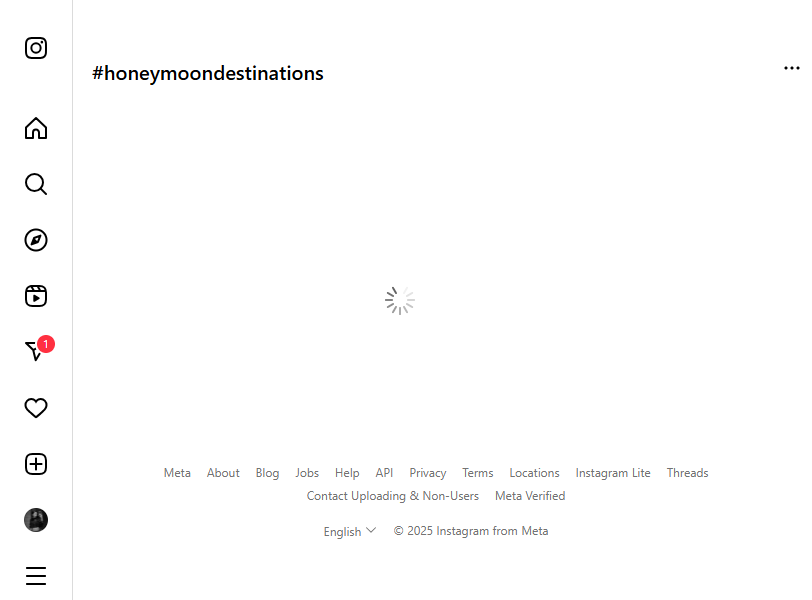 #honeymoondestinations
1
Meta About Blog Jobs Help API Privacy Terms Locations Instagram Lite Threads
Contact Uploading & Non-Users Meta Verified
English © 2025 Instagram from Meta